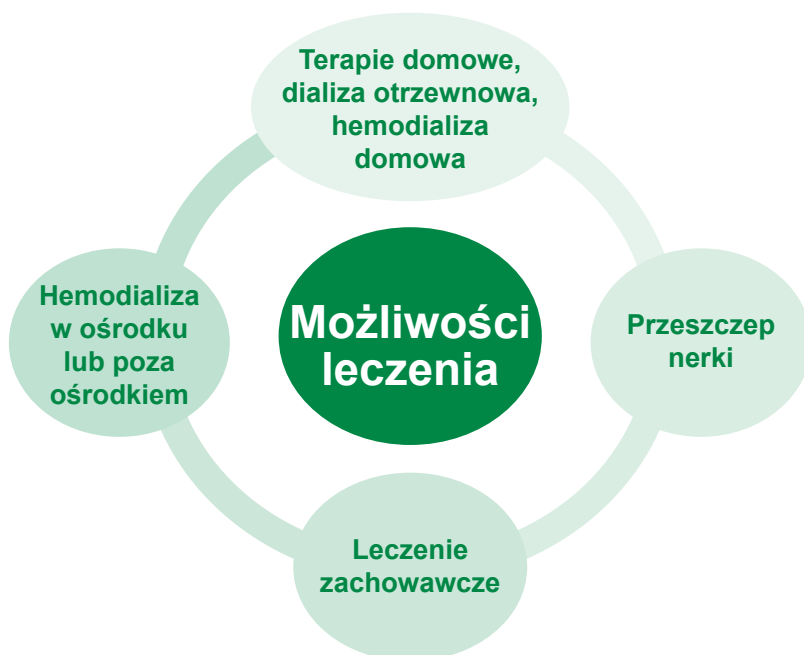 Terapie domowe,
dializa otrzewnowa,
hemodializa
domowa
Hemodializa
w ośrodku
lub poza
ośrodkiem
Możliwości
leczenia
Przeszczep
nerki
Leczenie
zachowawcze